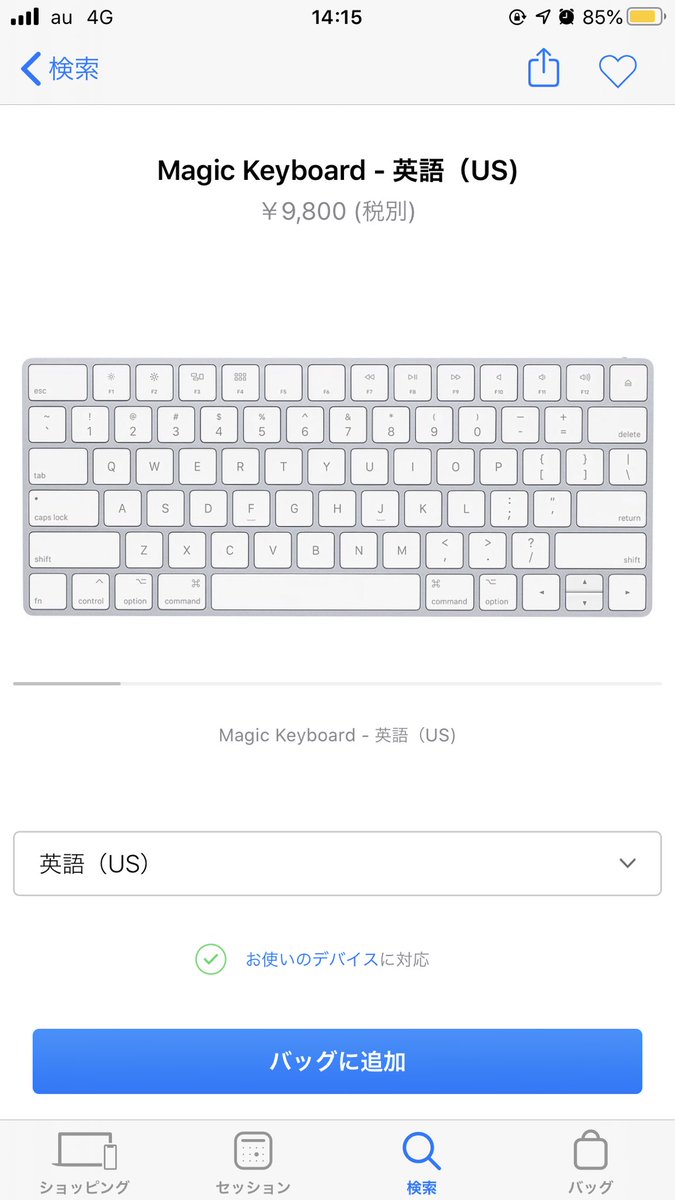 au 4G 14:15 85%
検索
Magic Keyboard - 英語（US）
￥9,800 (税別)
esc F1 F2 F3 F4 F5 F6 F7 F8 F9 F10 F11 F12
~ ` ! 1 @ 2 # 3 $ 4 % 5 ^ 6 & 7 * 8 ( 9 ) 0 — - + = delete
tab Q W E R T Y U I O P { [ } ] | \
caps lock A S D F G H J K L : ; " ' return
shift Z X C V B N M < , > . ? / shift
fn control option command command option
Magic Keyboard - 英語（US）
英語（US）
お使いのデバイスに対応
バッグに追加
ショッピング セッション 検索 バッグ